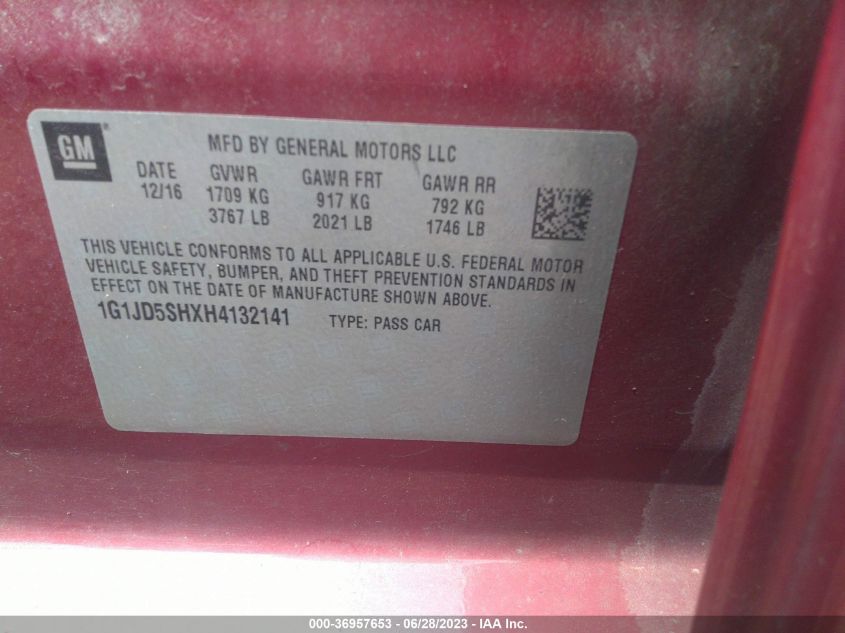 GM
MFD BY GENERAL MOTORS LLC
DATE GVWR GAWR FRT GAWR RR
12/16 1709 KG 917 KG 792 KG
3767 LB 2021 LB 1746 LB
THIS VEHICLE CONFORMS TO ALL APPLICABLE U.S. FEDERAL MOTOR
VEHICLE SAFETY, BUMPER, AND THEFT PREVENTION STANDARDS IN
EFFECT ON THE DATE OF MANUFACTURE SHOWN ABOVE.
1G1JD5SHXH4132141 TYPE: PASS CAR
000-36957653 - 06/28/2023 - IAA Inc.